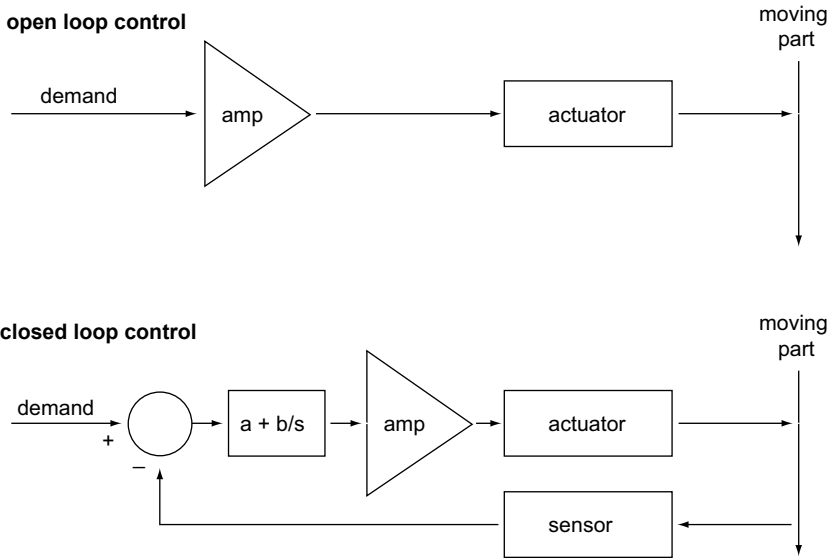 open loop control
moving
part
demand
amp
actuator
closed loop control
moving
part
demand
+
–
a + b/s
amp
actuator
sensor